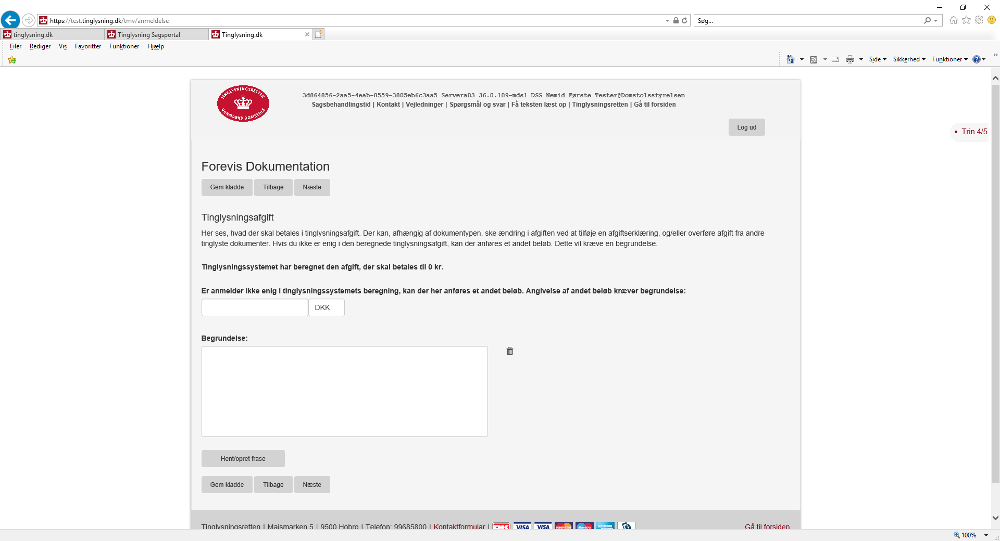 https://test.tinglysning.dk/tmv/anmeldelse
Søg...
tinglysning.dk
Tinglysning Sagsportal
Tinglysning.dk
Filer Rediger Vis Favoritter Funktioner Hjælp
Side Sikkerhed Funktioner
TINGLYSNINGSRETTEN
DANMARKS DOMSTOLE
3d864856-2aa5-4eab-8559-3805eb6c3aa5 Servera03 36.0.109-mds1 DSS Nemid Første Tester@Domstolsstyrelsen
Sagsbehandlingstid | Kontakt | Vejledninger | Spørgsmål og svar | Få teksten læst op | Tinglysningsretten | Gå til forsiden
Log ud
• Trin 4/5
Forevis Dokumentation
Gem kladde Tilbage Næste
Tinglysningsafgift
Her ses, hvad der skal betales i tinglysningsafgift. Der kan, afhængig af dokumentypen, ske ændring i afgiften ved at tilføje en afgiftserklæring, og/eller overføre afgift fra andre
tinglyste dokumenter. Hvis du ikke er enig i den beregnede tinglysningsafgift, kan der anføres et andet beløb. Dette vil kræve en begrundelse.
Tinglysningssystemet har beregnet den afgift, der skal betales til 0 kr.
Er anmelder ikke enig i tinglysningssystemets beregning, kan der her anføres et andet beløb. Angivelse af andet beløb kræver begrundelse:
DKK
Begrundelse:
Hent/opret frase
Gem kladde Tilbage Næste
Tinglysningsretten | Majsmarken 5 | 9500 Hobro | Telefon: 99685800 | Kontaktformular |
VISA VISA MasterCard Maestro
Gå til forsiden
100%